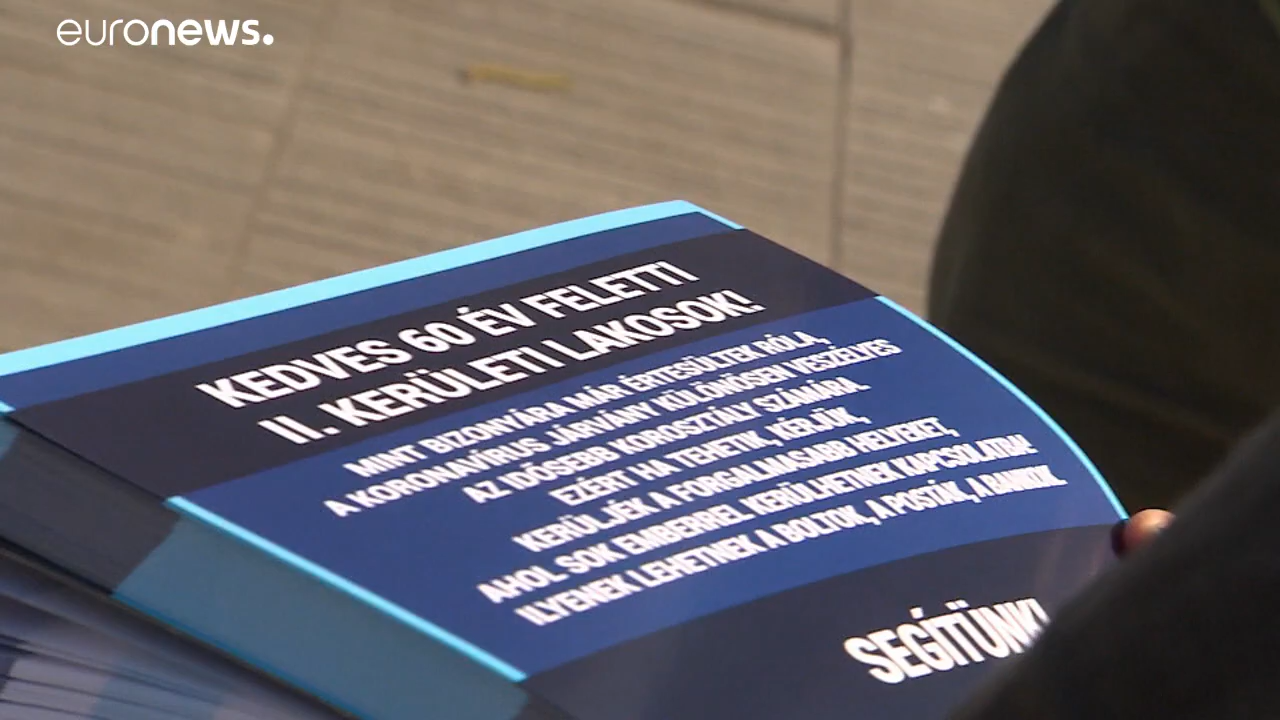 euronews.
KEDVES 60 ÉV FELETTI
II. KERÜLETI LAKOSOK!
MINT BIZONYÁRA MÁR ÉRTESÜLTEK RÓLA,
A KORONAVÍRUS JÁRVÁNY KÜLÖNÖSEN VESZÉLYES
AZ IDŐSEBB KOROSZTÁLY SZÁMÁRA.
EZÉRT HA TEHETIK, KÉRJÜK,
KERÜLJÉK A FORGALMASABB HELYEKET,
AHOL SOK EMBERREL KERÜLHETNEK KAPCSOLATBA!
ILYENEK LEHETNEK A BOLTOK, A POSTÁK, A BANKOK.
SEGÍTÜNK!